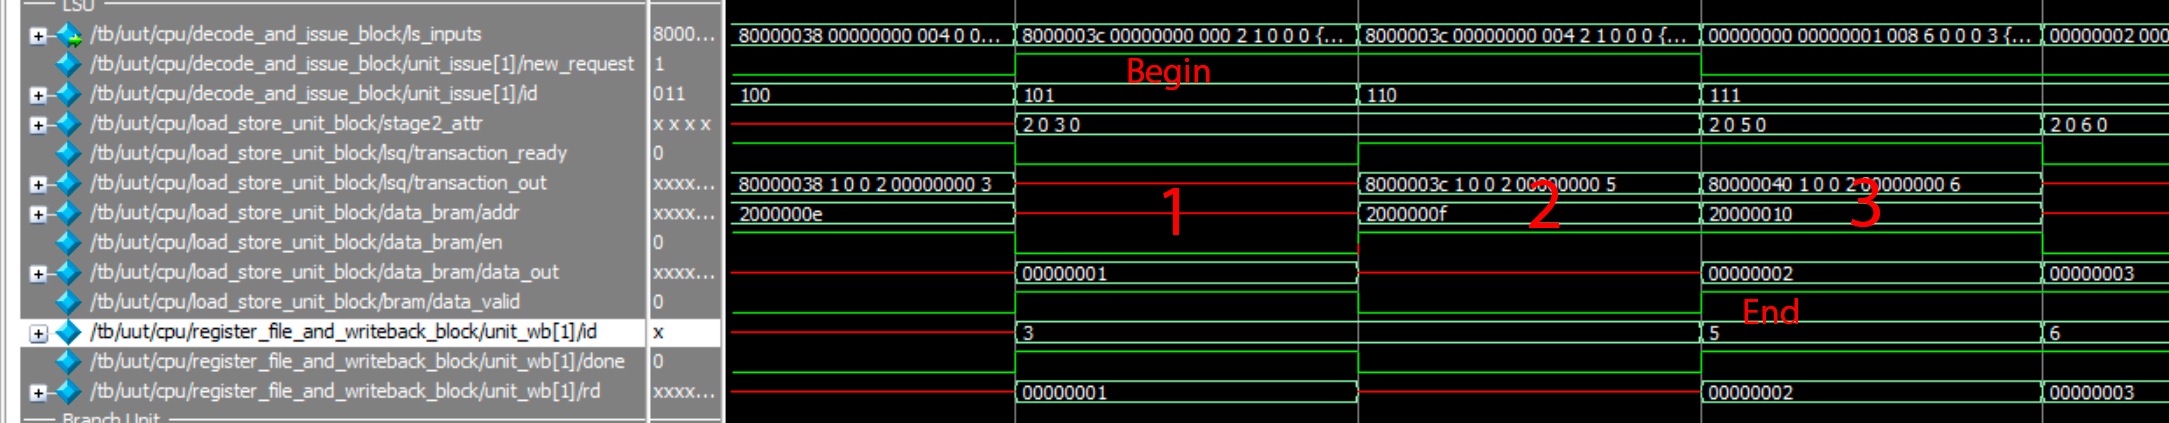 LSU
/tb/uut/cpu/decode_and_issue_block/ls_inputs 8000... 80000038 00000000 004 0 0... 8000003c 00000000 000 2 1 0 0 0 {... 8000003c 00000000 004 2 1 0 0 0 {... 00000000 00000001 008 6 0 0 0 3 {... 00000002 000
/tb/uut/cpu/decode_and_issue_block/unit_issue[1]/new_request 1 Begin
/tb/uut/cpu/decode_and_issue_block/unit_issue[1]/id 011 100 101 110 111
/tb/uut/cpu/load_store_unit_block/stage2_attr x x x x 2 0 3 0 2 0 5 0 2 0 6 0
/tb/uut/cpu/load_store_unit_block/lsq/transaction_ready 0
/tb/uut/cpu/load_store_unit_block/lsq/transaction_out xxxx... 80000038 1 0 0 2 00000000 3 8000003c 1 0 0 2 00000000 5 80000040 1 0 0 2 00000000 6
1 2 3
/tb/uut/cpu/load_store_unit_block/data_bram/addr xxxx... 2000000e 2000000f 20000010
/tb/uut/cpu/load_store_unit_block/data_bram/en 0
/tb/uut/cpu/load_store_unit_block/data_bram/data_out xxxx... 00000001 00000002 00000003
/tb/uut/cpu/load_store_unit_block/bram/data_valid 0 End
/tb/uut/cpu/register_file_and_writeback_block/unit_wb[1]/id x 3 5 6
/tb/uut/cpu/register_file_and_writeback_block/unit_wb[1]/done 0
/tb/uut/cpu/register_file_and_writeback_block/unit_wb[1]/rd xxxx... 00000001 00000002 00000003
Branch Unit